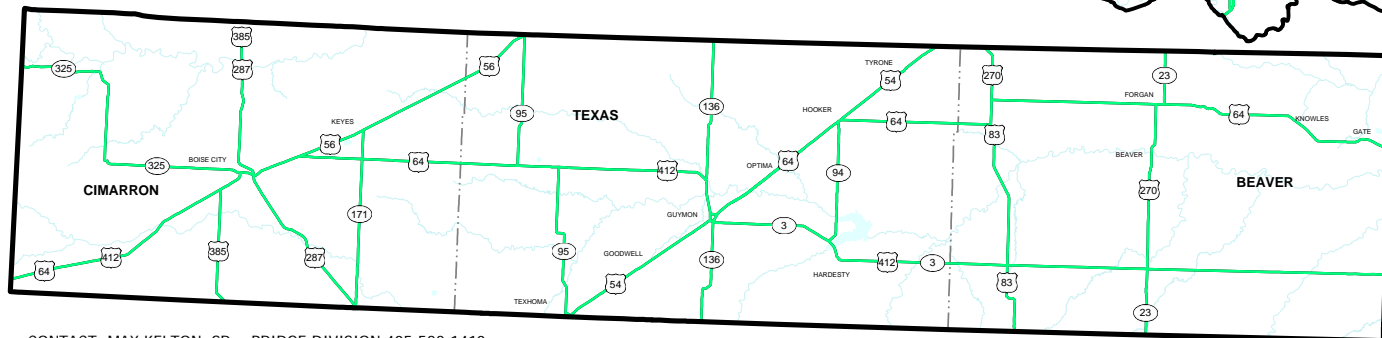 385
325
287
56
270
TYRONE
54
23
136
95
TEXAS
HOOKER
FORGAN
64
KNOWLES
KEYES
56
64
83
GATE
BOISE CITY
325
64
412
OPTIMA
64
94
BEAVER
CIMARRON
270
BEAVER
171
GUYMON
3
385
412
287
95
GOODWELL
136
412
3
64
HARDESTY
54
83
TEXHOMA
23